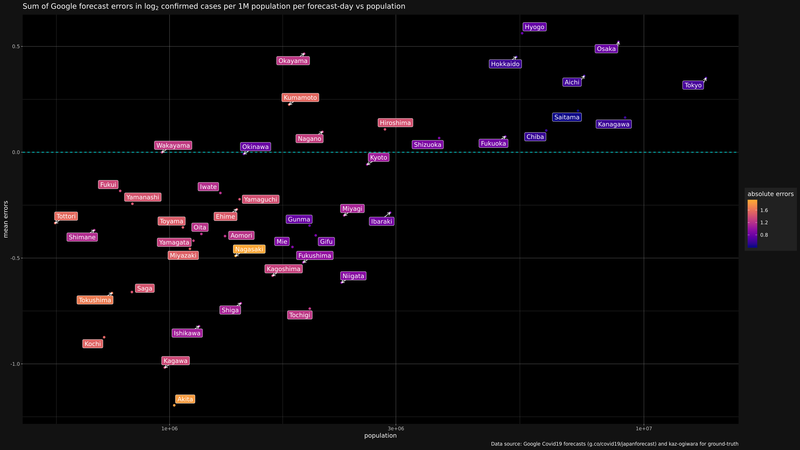 Sum of Google forecast errors in log₂ confirmed cases per 1M population per forecast-day vs population
Hyogo
0.5
Osaka
Okayama
Hokkaido
Aichi
Tokyo
Kumamoto
Saitama
Hiroshima
Kanagawa
Nagano
Chiba
Wakayama
Okinawa
Shizuoka
Fukuoka
0.0
Kyoto
Fukui
Iwate
Yamanashi
Yamaguchi
absolute errors
1.6
1.2
0.8
Miyagi
Tottori
Toyama
Ehime
Gunma
Ibaraki
Oita
mean errors
Shimane
Yamagata
Aomori
Mie
Gifu
Nagasaki
Miyazaki
Fukushima
-0.5
Kagoshima
Niigata
Saga
Tokushima
Shiga
Tochigi
Ishikawa
Kochi
Kagawa
-1.0
Akita
1e+06
3e+06
1e+07
population
Data source: Google Covid19 forecasts (g.co/covid19/japanforecast) and kaz-ogiwara for ground-truth